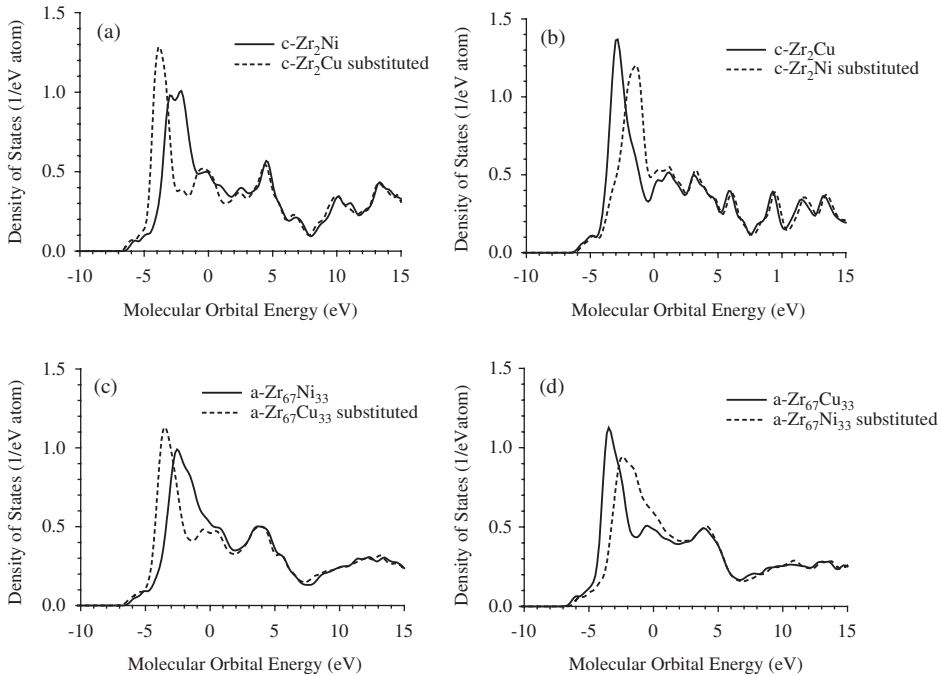 (a)
c-Zr₂Ni
c-Zr₂Cu substituted
Density of States (1/eV atom)
1.5
1.0
0.5
0.0
-10 -5 0 5 10 15
Molecular Orbital Energy (eV)
(b)
c-Zr₂Cu
c-Zr₂Ni substituted
Density of States (1/eV atom)
1.5
1.0
0.5
0.0
-10 -5 0 5 10 15
Molecular Orbital Energy (eV)
(c)
a-Zr₆₇Ni₃₃
a-Zr₆₇Cu₃₃ substituted
Density of States (1/eV atom)
1.5
1.0
0.5
0.0
-10 -5 0 5 10 15
Molecular Orbital Energy (eV)
(d)
a-Zr₆₇Cu₃₃
a-Zr₆₇Ni₃₃ substituted
Density of States (1/eVatom)
1.5
1.0
0.5
0.0
-10 -5 0 5 10 15
Molecular Orbital Energy (eV)